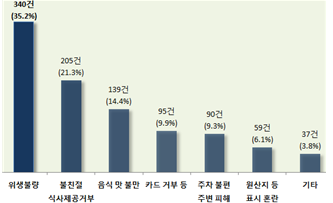 340건
(35.2%)
205건
(21.3%)
139건
(14.4%)
95건
(9.9%)
90건
(9.3%)
59건
(6.1%)
37건
(3.8%)
위생불량
불친절
식사제공거부
음식 맛 불만
카드 거부 등
주차 불편
주변 피해
원산지 등
표시 혼란
기타